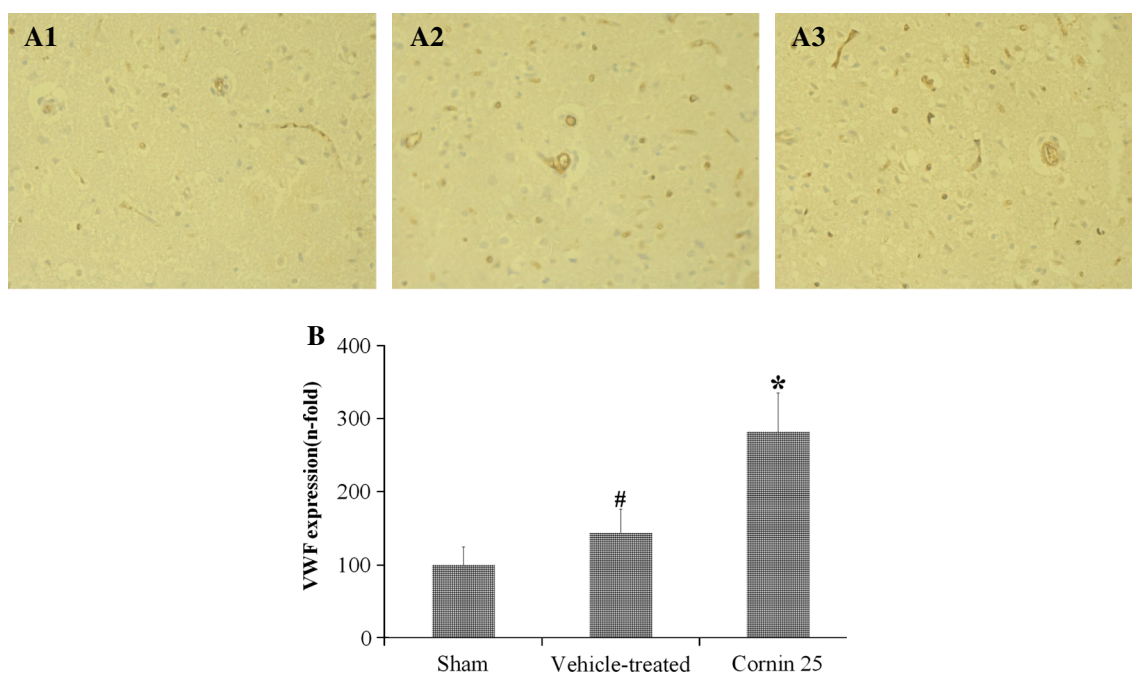 A1
A2
A3
B
VWF expression(n-fold)
400
300
200
100
0
#
*
Sham
Vehicle-treated
Cornin 25